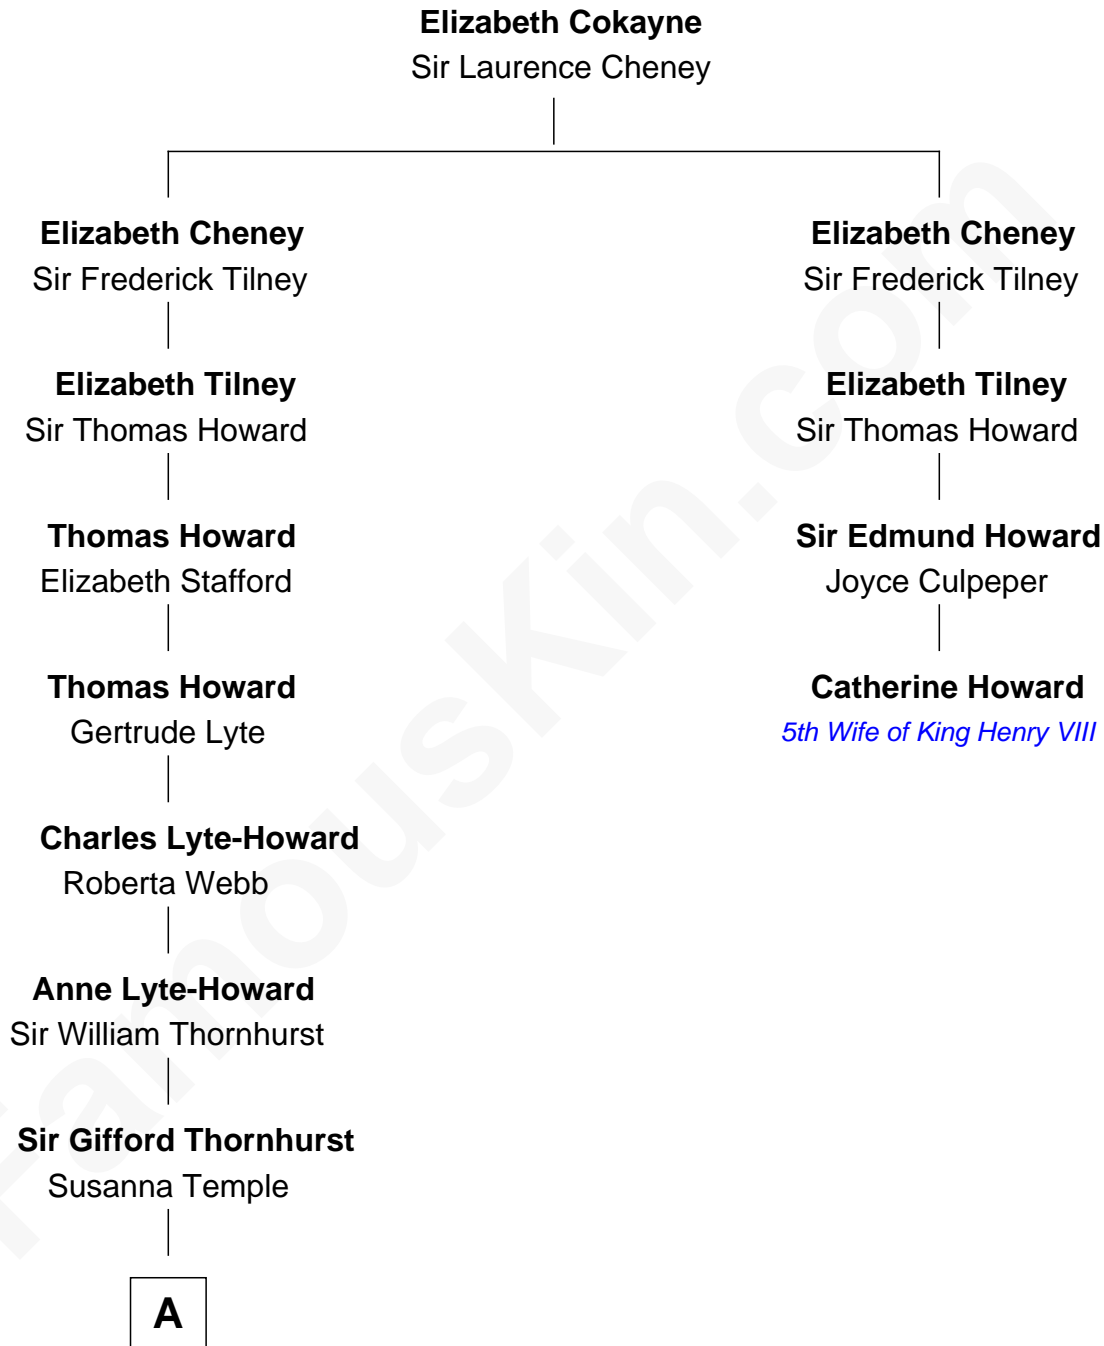 Elizabeth Cokayne
Sir Laurence Cheney
Elizabeth Cheney
Sir Frederick Tilney
Elizabeth Tilney
Sir Thomas Howard
Thomas Howard
Elizabeth Stafford
Thomas Howard
Gertrude Lyte
Charles Lyte-Howard
Roberta Webb
Anne Lyte-Howard
Sir William Thornhurst
Sir Gifford Thornhurst
Susanna Temple
A
Elizabeth Cheney
Sir Frederick Tilney
Elizabeth Tilney
Sir Thomas Howard
Sir Edmund Howard
Joyce Culpeper
Catherine Howard
5th Wife of King Henry VIII
FamousKin.com